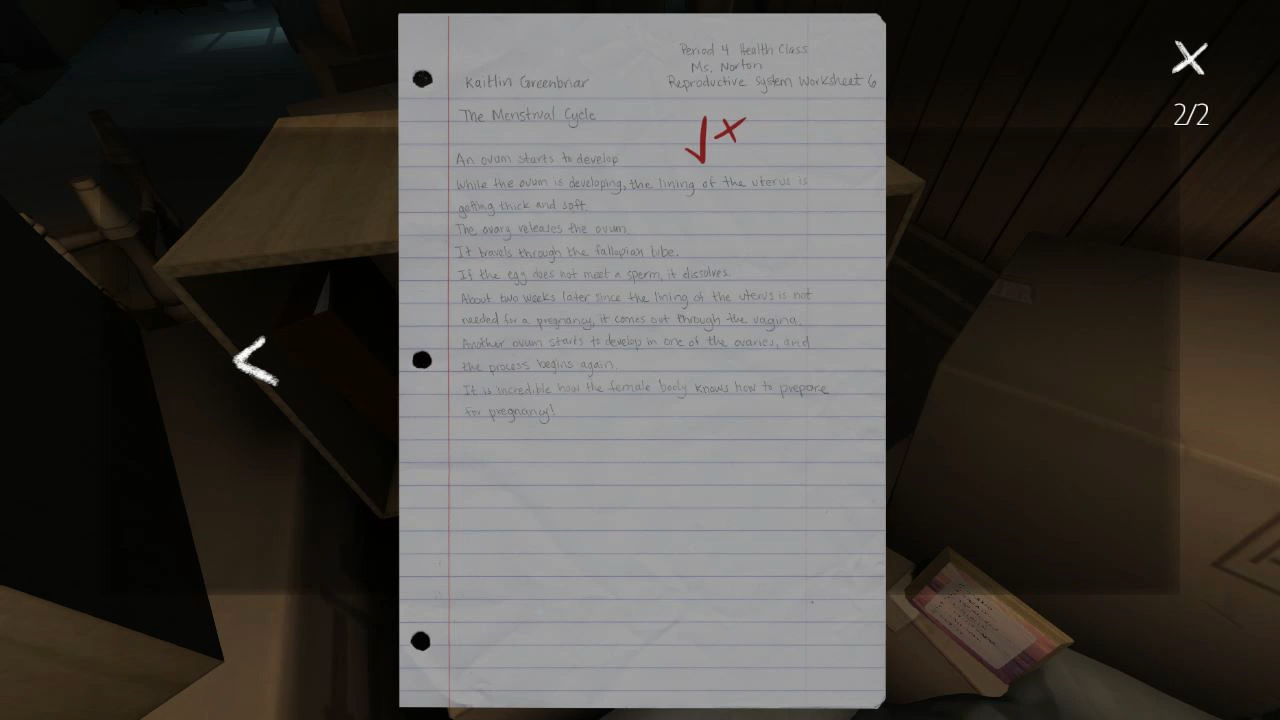 Period 4 Health Class
Ms. Norton
Kaitlin Greenbriar
Reproductive System Worksheet 6
The Menstrual Cycle
An ovum starts to develop
While the ovum is developing, the lining of the uterus is
getting thick and soft.
The ovary releases the ovum.
It travels through the fallopian tube.
If the egg does not meet a sperm, it dissolves.
About two weeks later since the lining of the uterus is not
needed for a pregnancy, it comes out through the vagina.
Another ovum starts to develop in one of the ovaries, and
the process begins again.
It is incredible how the female body knows how to prepare
for pregnancy!
2/2